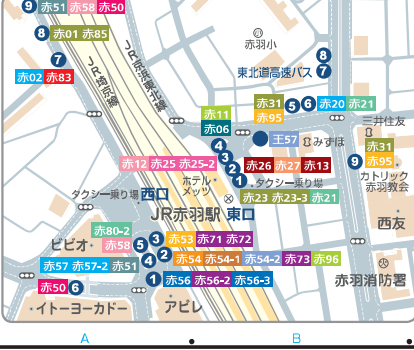 9 赤51 赤58 赤50
8 赤01 赤85
7
赤02 赤83
JR埼京線
JR京浜東北線
赤羽小
8
東北道高速バス 7
赤31 5 6 赤20 赤21
赤95
赤11
赤06
王57 みずほ
三井住友
赤31
9 赤95
カトリック
赤羽教会
4
3
2
1
赤12 赤25 赤25-2
赤26 赤27 赤13
ホテル
メッツ
タクシー乗り場
赤23 赤23-3 赤21
タクシー乗り場 西口
JR赤羽駅 東口
西友
赤80-2
ビビオ 赤58 5 3 赤53 赤71 赤72
赤57 赤57-2 赤51 4 2 赤54 赤54-1 赤54-2 赤73 赤96
赤50 6 1 赤56 赤56-2 赤56-3
赤羽消防署
イトーヨーカドー
アピレ
A
B